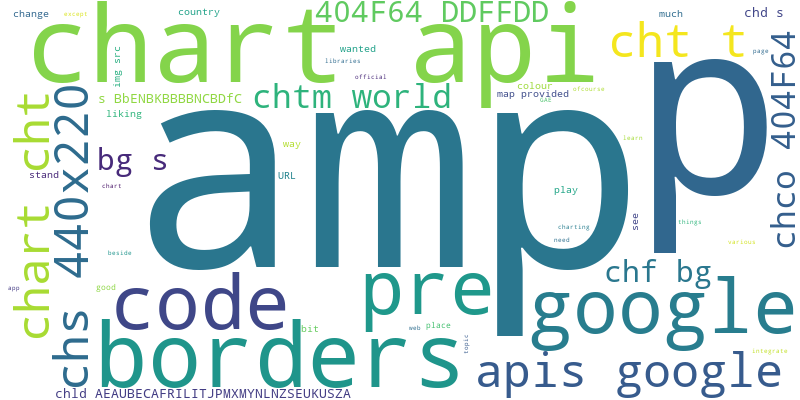 change
country
404F64 DDFFDD
much
chd s
except
chart api
cht t
img src
wanted
libraries
page
official
colour
ofcourse
s BbENBKBBBBNCBDfC
chtm world
map provided
GAE
liking
amp
p
chco 404F64
chart cht
chs 440x220
way
learn
bg s
stand
URL
chart
play
see
things
charting
need
various
beside
chf bg
app
good
code
pre
google
bit
web
place
borders
topic
integrate
apis google
chld AEAUBECAFRILITJPMXMYNLNZSEUKUSZA